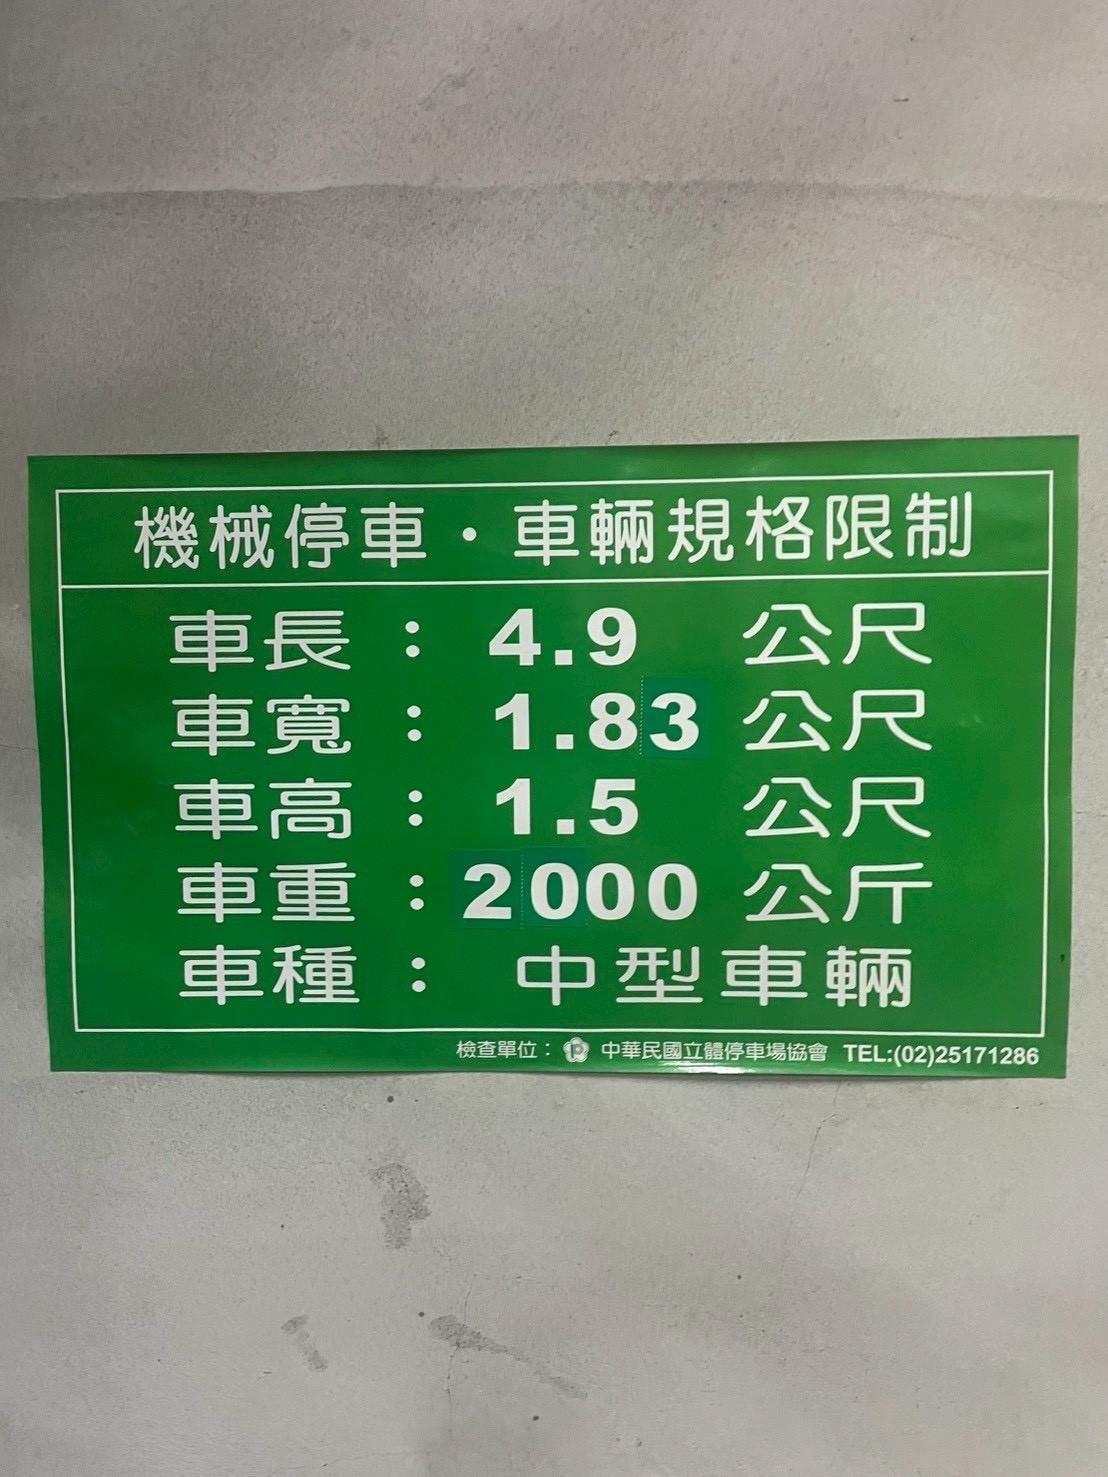 機械停車・車輛規格限制
車長：4.9 公尺
車寬：1.83 公尺
車高：1.5 公尺
車重：2000 公斤
車種：中型車輛
檢查單位： P 中華民國立體停車場協會 TEL:(02)25171286